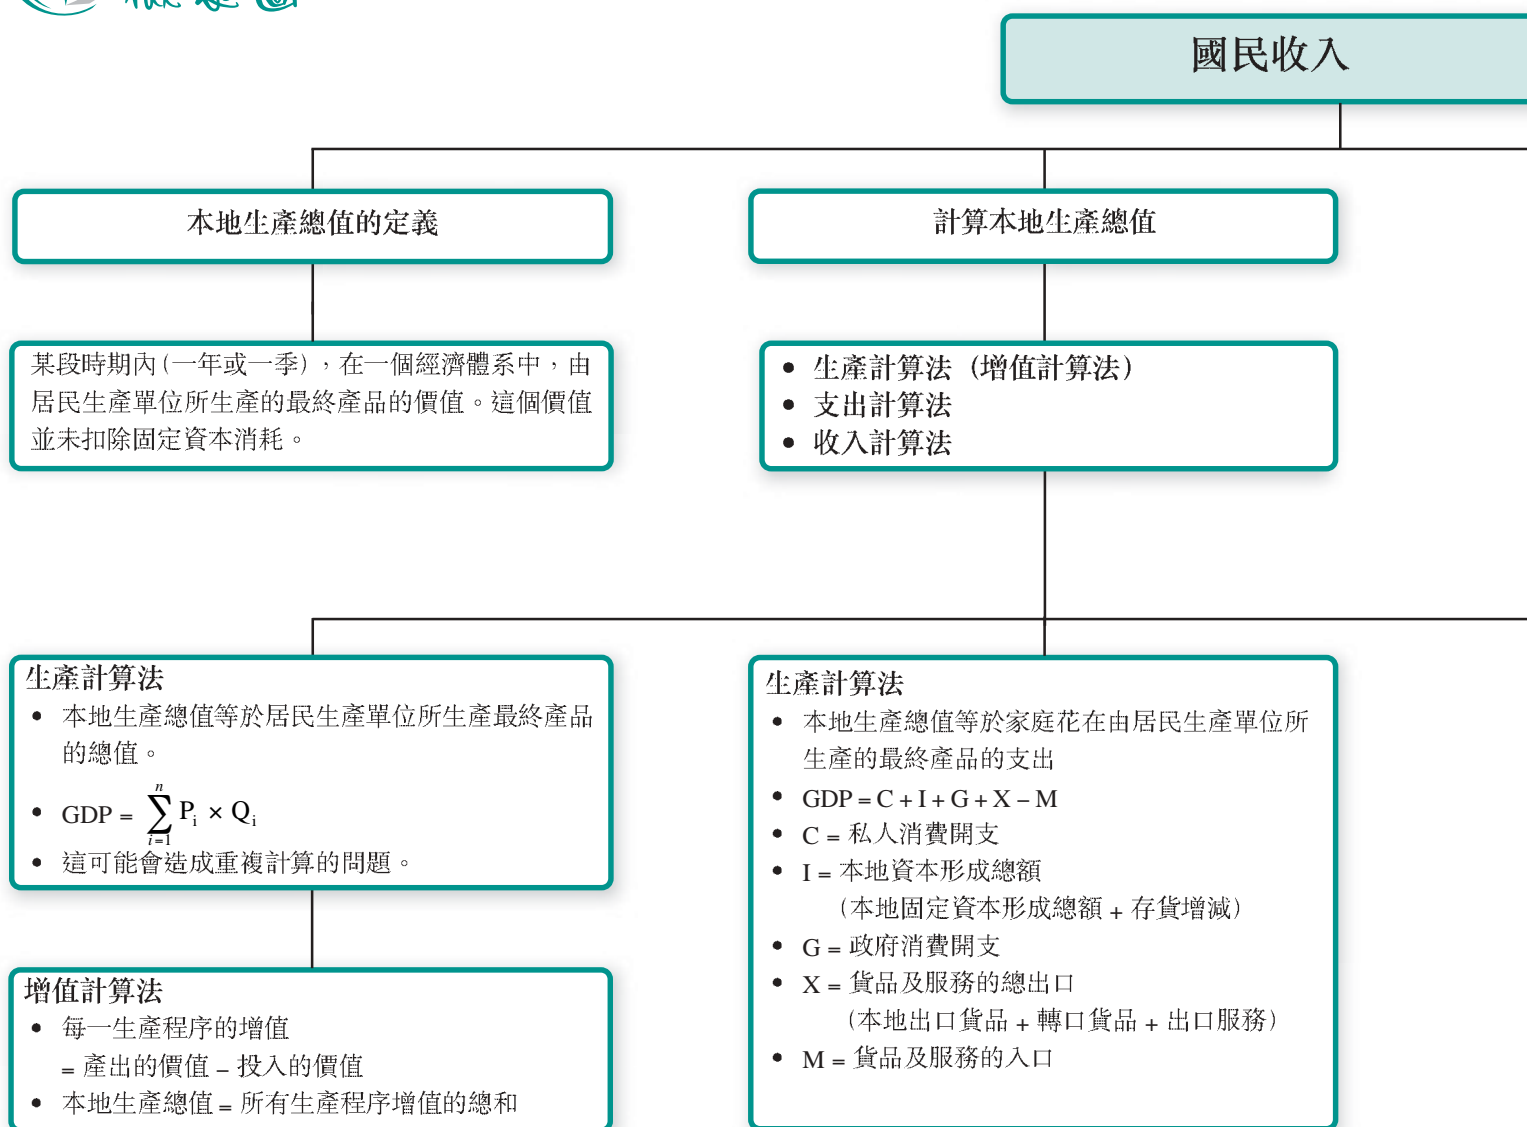 國民收入
本地生產總值的定義
計算本地生產總值
某段時期內(一年或一季)，在一個經濟體系中，由
居民生產單位所生產的最終產品的價值。這個價值
並未扣除固定資本消耗。
• 生產計算法（增值計算法）
• 支出計算法
• 收入計算法
生產計算法
• 本地生產總值等於居民生產單位所生產最終產品
的總值。
• GDP = \sum_{i=1}^{n} P_i × Q_i
• 這可能會造成重複計算的問題。
增值計算法
• 每一生產程序的增值
= 產出的價值 – 投入的價值
• 本地生產總值 = 所有生產程序增值的總和
生產計算法
• 本地生產總值等於家庭花在由居民生產單位所
生產的最終產品的支出
• GDP = C + I + G + X – M
• C = 私人消費開支
• I = 本地資本形成總額
（本地固定資本形成總額 + 存貨增減）
• G = 政府消費開支
• X = 貨品及服務的總出口
（本地出口貨品 + 轉口貨品 + 出口服務）
• M = 貨品及服務的入口